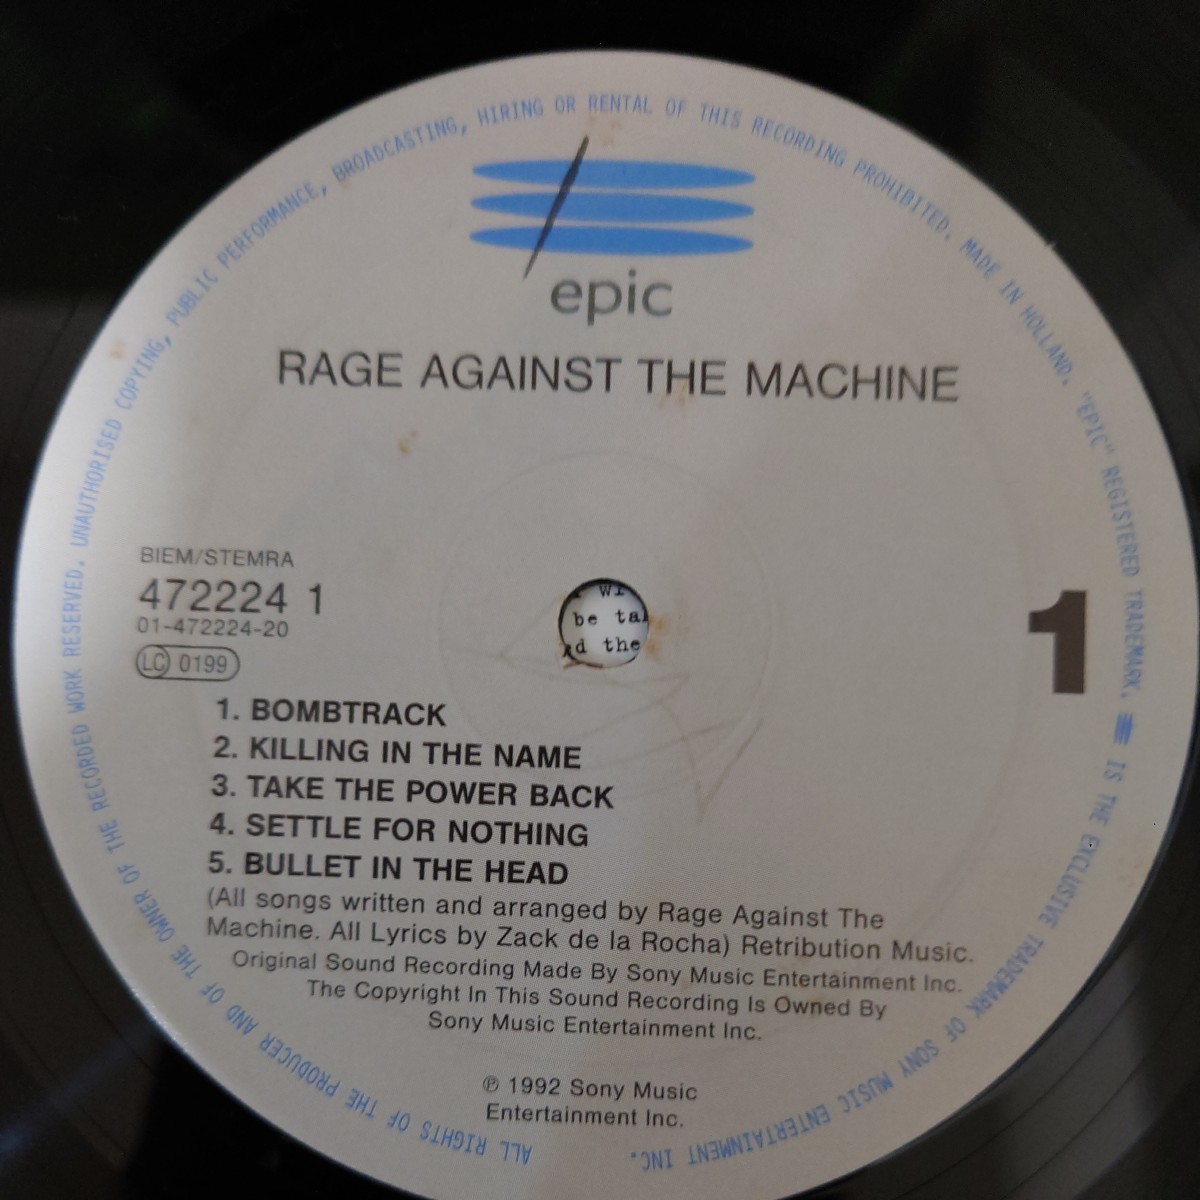 ALL RIGHTS OF THE PRODUCER AND OF THE OWNER OF THE RECORDED WORK RESERVED. UNAUTHORISED COPYING, PUBLIC PERFORMANCE, BROADCASTING, HIRING OR RENTAL OF THIS RECORDING PROHIBITED. MADE IN HOLLAND. "EPIC" REGISTERED TRADEMARK. IS THE EXCLUSIVE TRADEMARK OF SONY MUSIC ENTERTAINMENT INC.
epic
RAGE AGAINST THE MACHINE
BIEM/STEMRA
472224 1
01-472224-20
LC 0199
1
be
the
1. BOMBTRACK
2. KILLING IN THE NAME
3. TAKE THE POWER BACK
4. SETTLE FOR NOTHING
5. BULLET IN THE HEAD
(All songs written and arranged by Rage Against The
Machine. All Lyrics by Zack de la Rocha) Retribution Music.
Original Sound Recording Made By Sony Music Entertainment Inc.
The Copyright In This Sound Recording Is Owned By
Sony Music Entertainment Inc.
℗ 1992 Sony Music
Entertainment Inc.